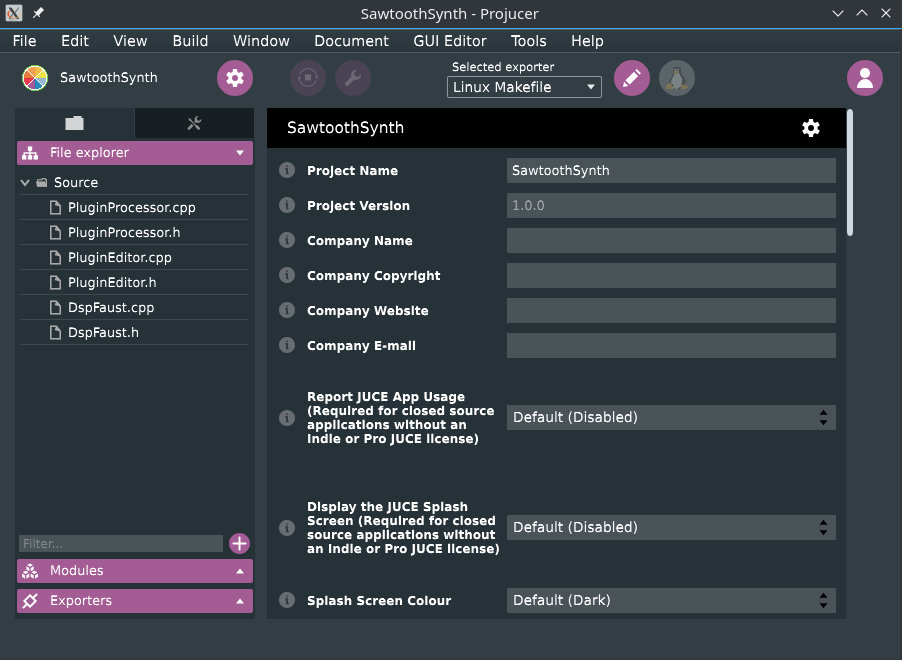 SawtoothSynth - Projucer
File Edit View Build Window Document GUI Editor Tools Help
SawtoothSynth
Selected exporter
Linux Makefile
File explorer
Source
PluginProcessor.cpp
PluginProcessor.h
PluginEditor.cpp
PluginEditor.h
DspFaust.cpp
DspFaust.h
Filter...
Modules
Exporters
SawtoothSynth
Project Name
SawtoothSynth
Project Version
1.0.0
Company Name
Company Copyright
Company Website
Company E-mail
Report JUCE App Usage
(Required for closed source
applications without an
Indie or Pro JUCE license)
Default (Disabled)
Display the JUCE Splash
Screen (Required for closed
source applications without
an Indie or Pro JUCE license)
Default (Disabled)
Splash Screen Colour
Default (Dark)